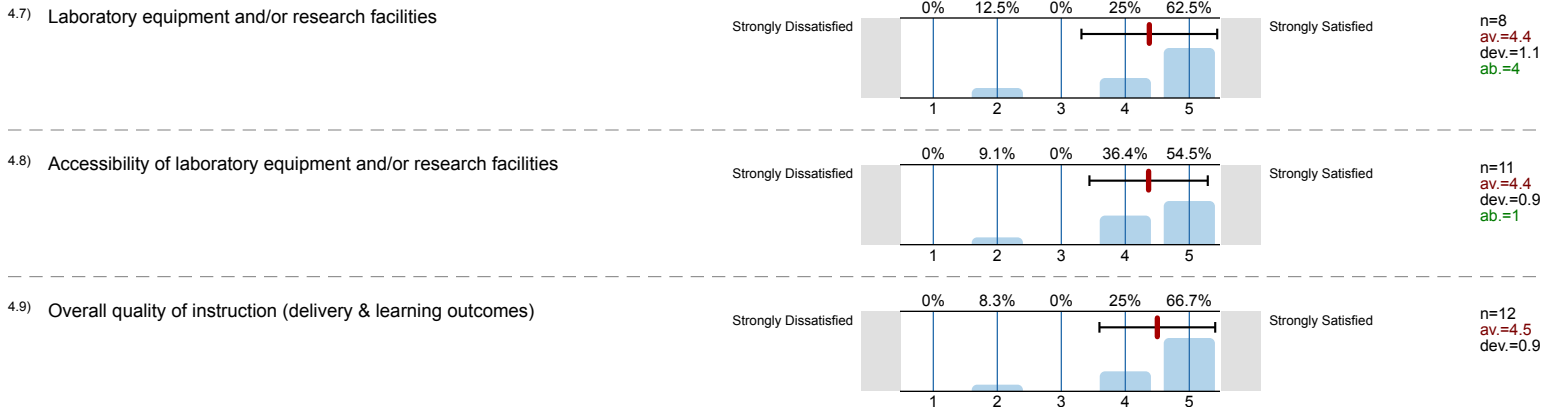 4.7) Laboratory equipment and/or research facilities
0% 12.5% 0% 25% 62.5%
Strongly Dissatisfied
Strongly Satisfied
1 2 3 4 5
n=8
av.=4.4
dev.=1.1
ab.=4
4.8) Accessibility of laboratory equipment and/or research facilities
0% 9.1% 0% 36.4% 54.5%
Strongly Dissatisfied
Strongly Satisfied
1 2 3 4 5
n=11
av.=4.4
dev.=0.9
ab.=1
4.9) Overall quality of instruction (delivery & learning outcomes)
0% 8.3% 0% 25% 66.7%
Strongly Dissatisfied
Strongly Satisfied
1 2 3 4 5
n=12
av.=4.5
dev.=0.9